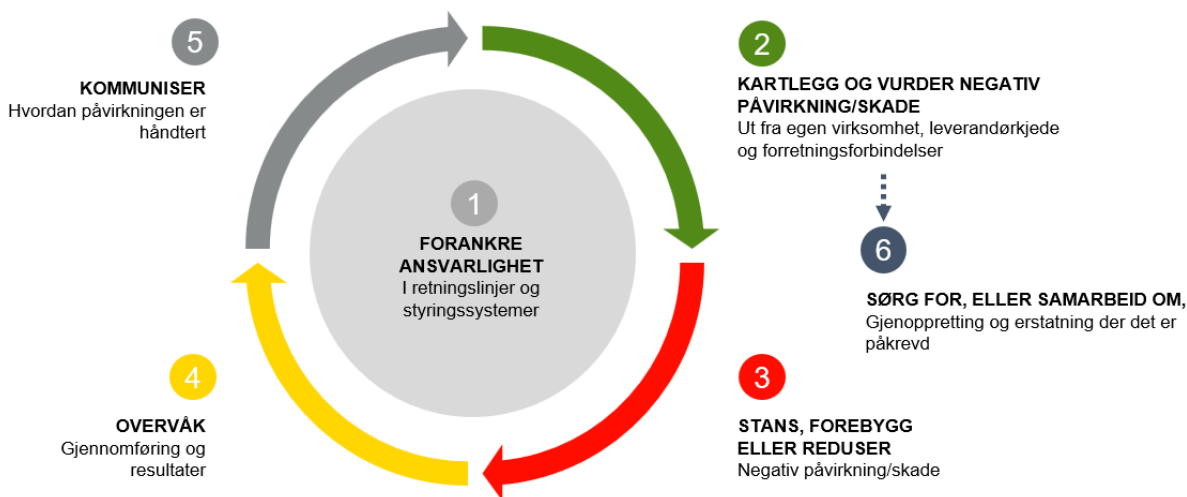 1
FORANKRE
ANSVARLIGHET
I retningslinjer og
styringssystemer
2
KARTLEGG OG VURDER NEGATIV
PÅVIRKNING/SKADE
Ut fra egen virksomhet, leverandørkjede
og forretningsforbindelser
3
STANS, FOREBYGG
ELLER REDUSER
Negativ påvirkning/skade
4
OVERVÅK
Gjennomføring og
resultater
5
KOMMUNISER
Hvordan påvirkningen er
håndtert
6
SØRG FOR, ELLER SAMARBEID OM,
Gjenoppretting og erstatning der det er
påkrevd